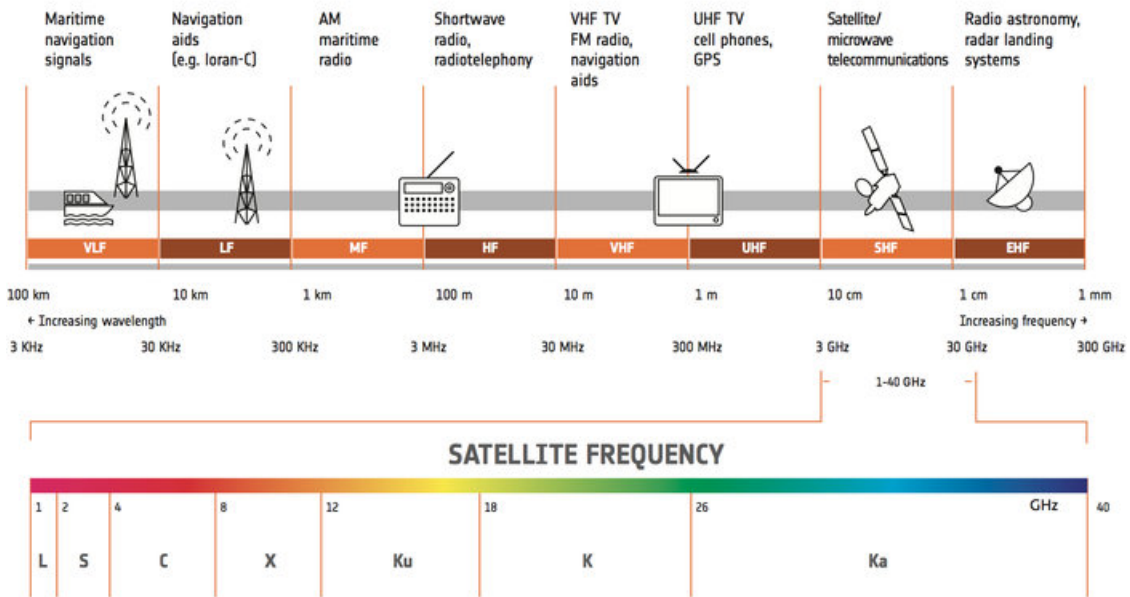 Maritime
navigation
signals
Navigation
aids
(e.g. loran-C)
AM
maritime
radio
Shortwave
radio,
radiotelephony
VHF TV
FM radio,
navigation
aids
UHF TV
cell phones,
GPS
Satellite/
microwave
telecommunications
Radio astronomy,
radar landing
systems
VLF LF MF HF VHF UHF SHF EHF
100 km 10 km 1 km 100 m 10 m 1 m 10 cm 1 cm 1 mm
← Increasing wavelength Increasing frequency →
3 KHz 30 KHz 300 KHz 3 MHz 30 MHz 300 MHz 3 GHz 30 GHz 300 GHz
1-40 GHz
SATELLITE FREQUENCY
1 2 4 8 12 18 26 GHz 40
L S C X Ku K Ka